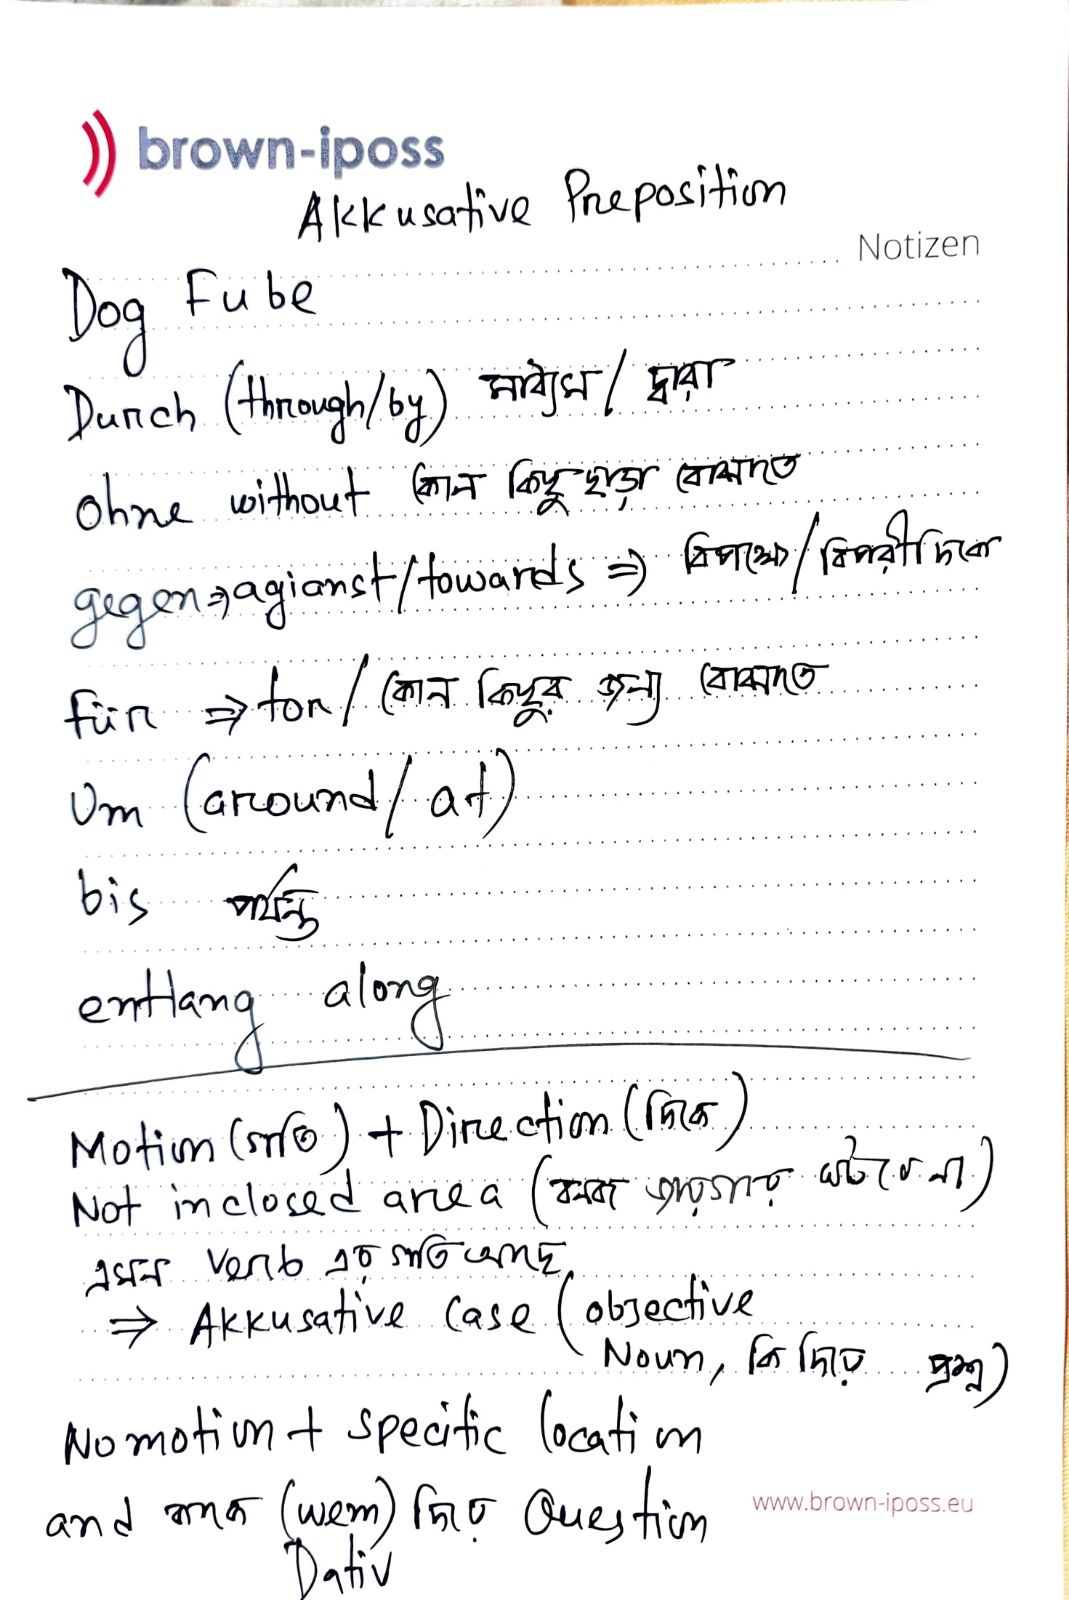 brown-iposs
Akkusative Preposition
Notizen
Dog Fube
Durch (through/by) মাধ্যম / দ্বারা
Ohne without কোন কিছু ছাড়া বোঝাতে
gegen ⇒ agianst/towards ⇒ বিপক্ষে/বিপরীত দিকে
für ⇒ for / কোন কিছুর জন্য বোঝাতে
Um (around/ at)
bis পর্যন্ত
entlang along
Motion (গতি) + Direction (দিক)
Not inclosed area (বদ্ধ জায়গায় ঘটবে না)
এমন verb এর গতি আছে
⇒ Akkusative Case (objective
Noun, কি দিয়ে প্রশ্ন)
No motion + specific location
and কাকে (wem) দিয়ে Question
Dativ
www.brown-iposs.eu